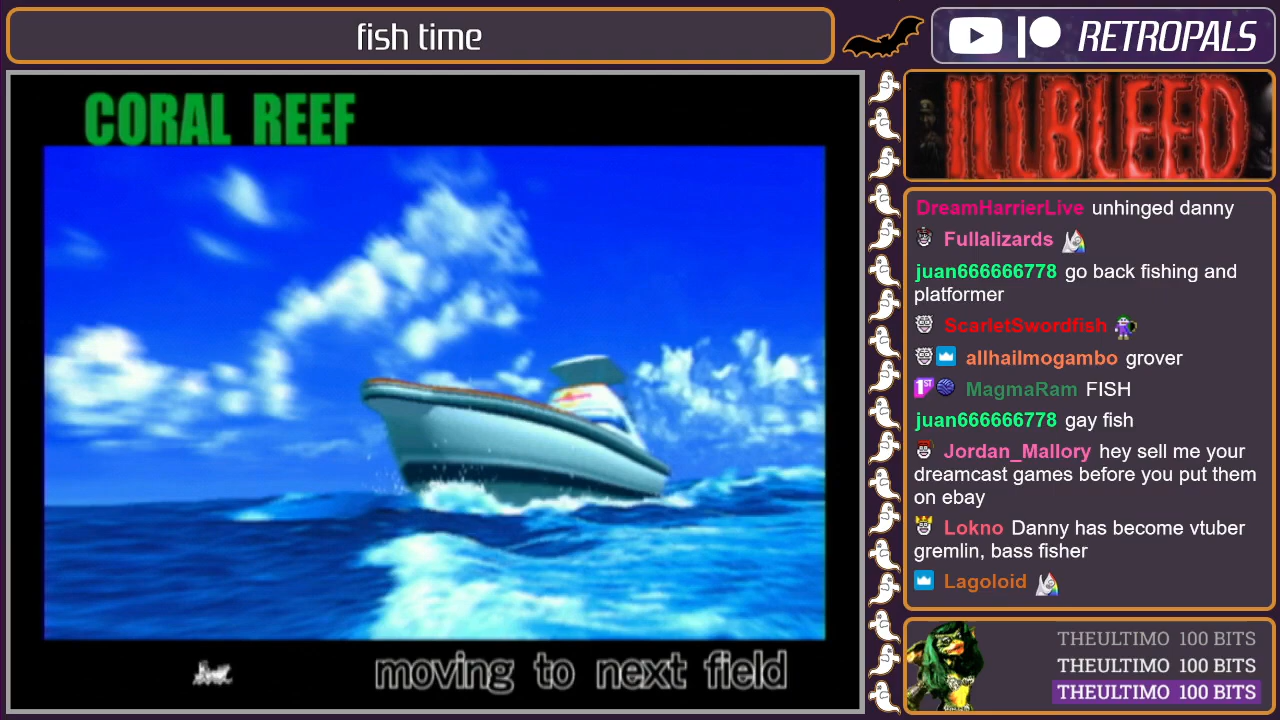 fish time
RETROPALS
CORAL REEF
moving to next field
ILLBLEED
DreamHarrierLive unhinged danny
Fullalizards
juan666666778 go back fishing and
platformer
ScarletSwordfish
allhailmogambo grover
1ST MagmaRam FISH
juan666666778 gay fish
Jordan_Mallory hey sell me your
dreamcast games before you put them
on ebay
Lokno Danny has become vtuber
gremlin, bass fisher
Lagoloid
THEULTIMO 100 BITS
THEULTIMO 100 BITS
THEULTIMO 100 BITS